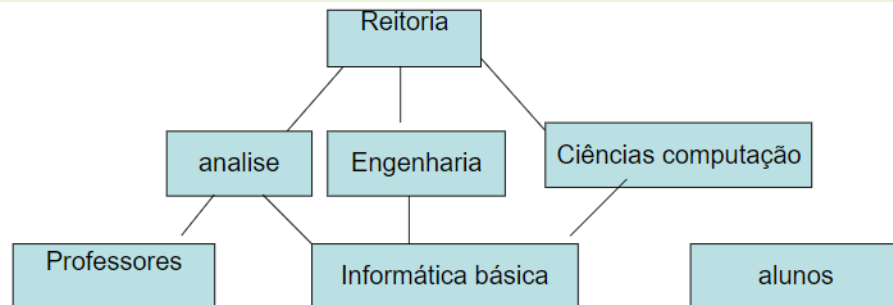 Reitoria
analise
Engenharia
Ciências computação
Professores
Informática básica
alunos